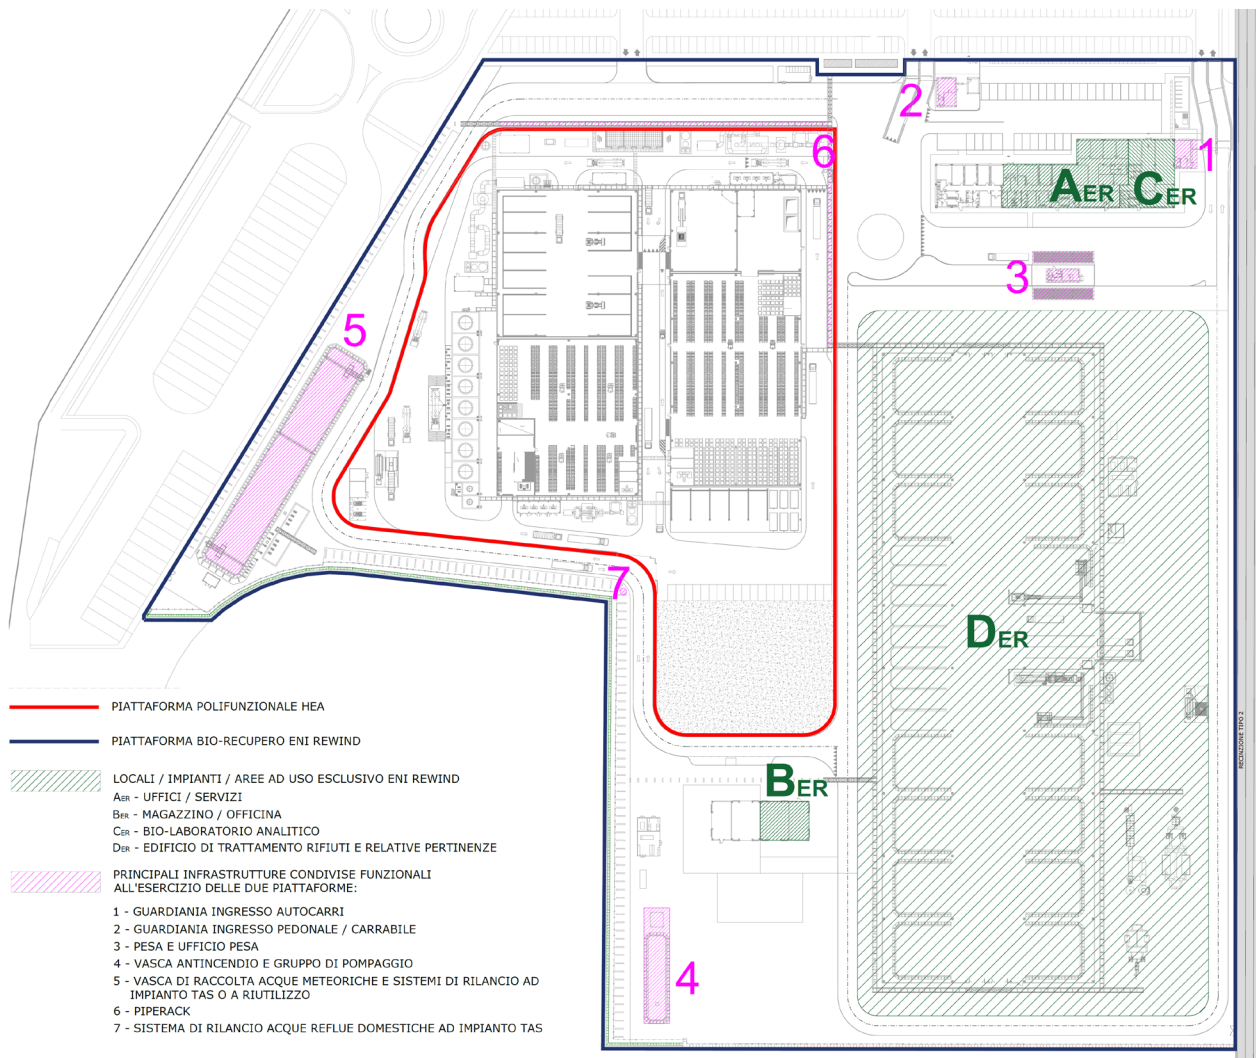 2
6
1
AER CER
3
5
DER
7
RECINZIONE TIPO 2
BER
4
PIATTAFORMA POLIFUNZIONALE HEA
PIATTAFORMA BIO-RECUPERO ENI REWIND
LOCALI / IMPIANTI / AREE AD USO ESCLUSIVO ENI REWIND
AER - UFFICI / SERVIZI
BER - MAGAZZINO / OFFICINA
CER - BIO-LABORATORIO ANALITICO
DER - EDIFICIO DI TRATTAMENTO RIFIUTI E RELATIVE PERTINENZE
PRINCIPALI INFRASTRUTTURE CONDIVISE FUNZIONALI
ALL'ESERCIZIO DELLE DUE PIATTAFORME:
1 - GUARDIANIA INGRESSO AUTOCARRI
2 - GUARDIANIA INGRESSO PEDONALE / CARRABILE
3 - PESA E UFFICIO PESA
4 - VASCA ANTINCENDIO E GRUPPO DI POMPAGGIO
5 - VASCA DI RACCOLTA ACQUE METEORICHE E SISTEMI DI RILANCIO AD
IMPIANTO TAS O A RIUTILIZZO
6 - PIPERACK
7 - SISTEMA DI RILANCIO ACQUE REFLUE DOMESTICHE AD IMPIANTO TAS